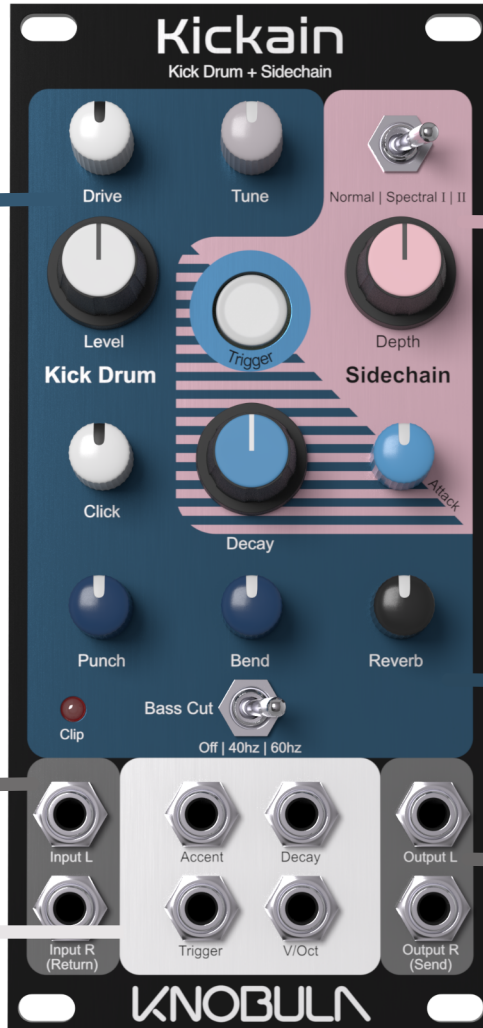 Kickain
Kick Drum + Sidechain
Drive
Tune
Normal | Spectral I | II
Level
Trigger
Depth
Kick Drum
Sidechain
Click
Decay
Attack
Punch
Bend
Reverb
Bass Cut
Clip
Off | 40hz | 60hz
Input L
Accent
Decay
Output L
Input R
(Return)
Trigger
V/Oct
Output R
(Send)
KNOBULA